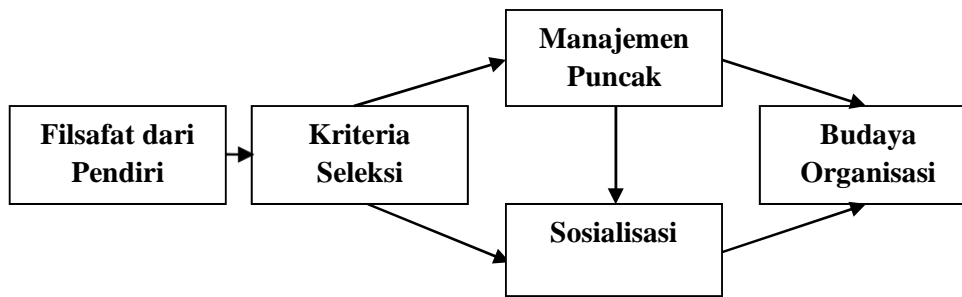 Filsafat dari
Pendiri
Kriteria
Seleksi
Manajemen
Puncak
Sosialisasi
Budaya
Organisasi